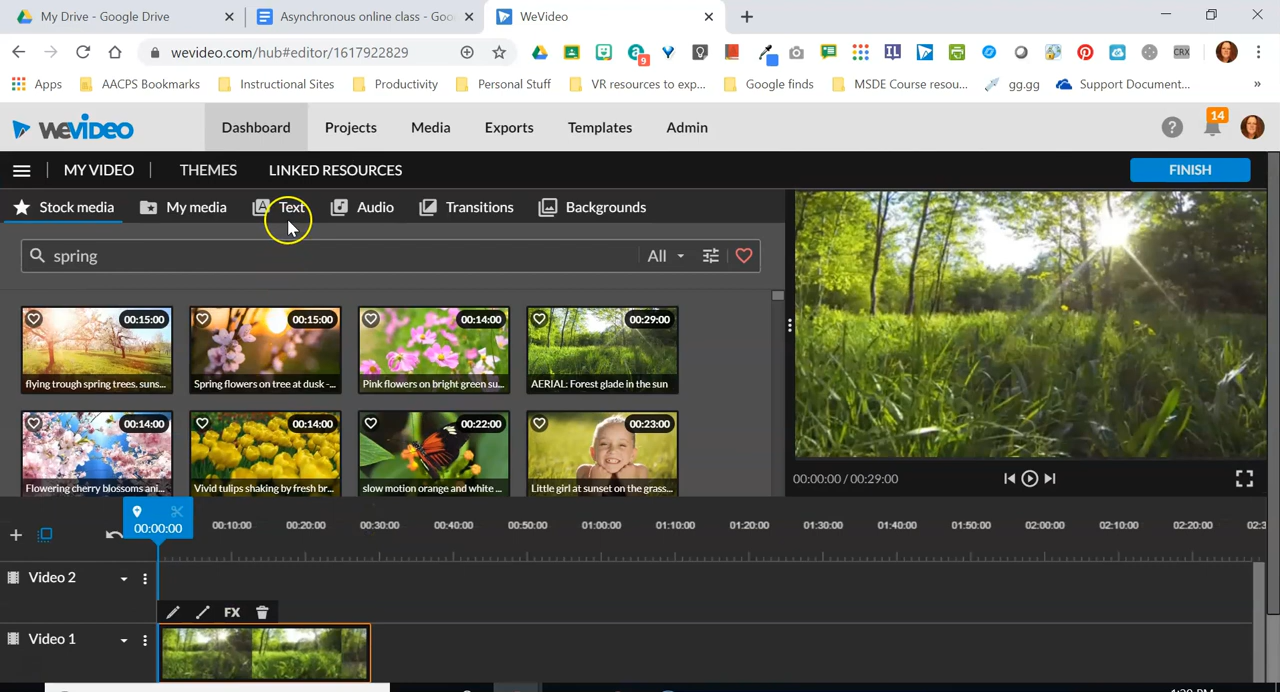 My Drive - Google Drive
Asynchronous online class - Goo
WeVideo
wevideo.com/hub#editor/1617922829
9
IL
CRX
Apps
AACPS Bookmarks
Instructional Sites
Productivity
Personal Stuff
VR resources to exp...
Google finds
MSDE Course resou...
gg.gg
Support Document...
»
WEVIDEO
Dashboard
Projects
Media
Exports
Templates
Admin
14
MY VIDEO
THEMES
LINKED RESOURCES
FINISH
Stock media
My media
Text
Audio
Transitions
Backgrounds
spring
All
00:15:00
00:15:00
00:14:00
00:29:00
flying trough spring trees. suns...
Spring flowers on tree at dusk -...
Pink flowers on bright green su...
AERIAL: Forest glade in the sun
00:14:00
00:14:00
00:22:00
00:23:00
Flowering cherry blossoms ani...
Vivid tulips shaking by fresh br...
slow motion orange and white ...
Little girl at sunset on the grass...
00:00:00 / 00:29:00
00:00:00
00:10:00
00:20:00
00:30:00
00:40:00
00:50:00
01:00:00
01:10:00
01:20:00
01:30:00
01:40:00
01:50:00
02:00:00
02:10:00
02:20:00
02:3
Video 2
FX
Video 1